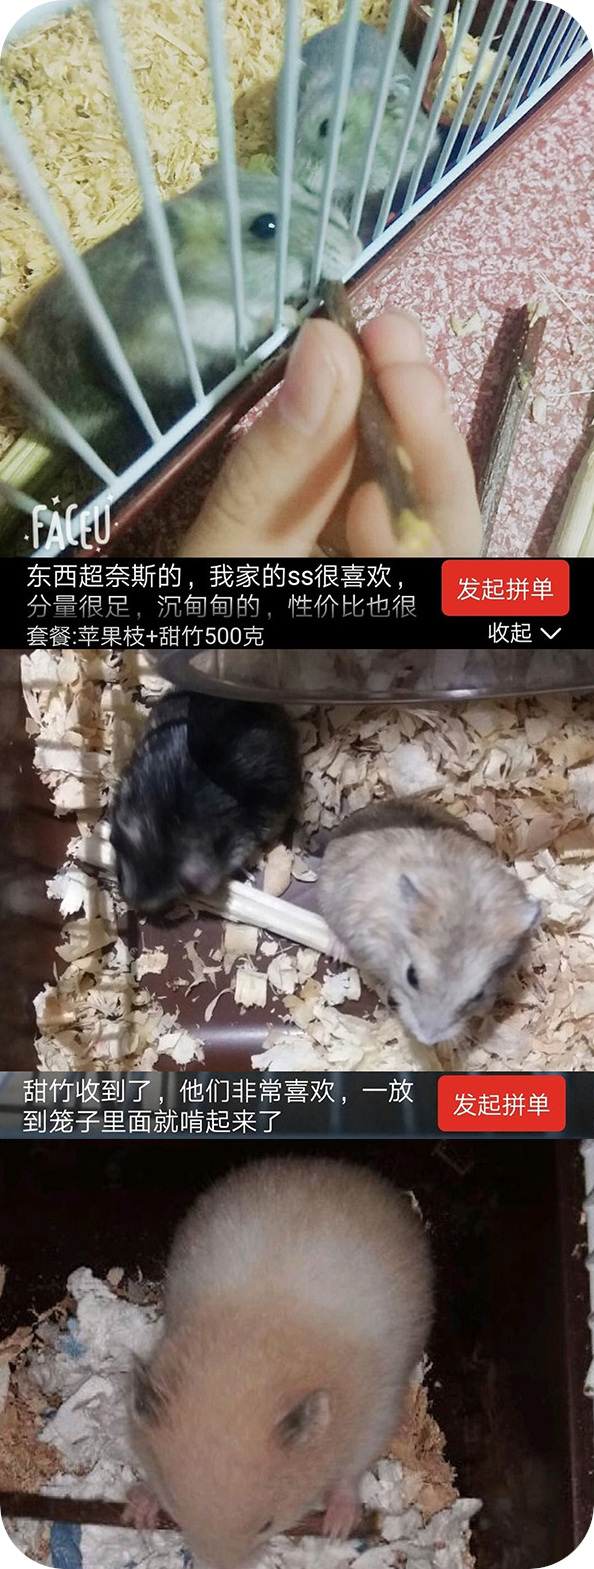 FACEU
东西超奈斯的，我家的ss很喜欢，
分量很足，沉甸甸的，性价比也很
套餐:苹果枝+甜竹500克
发起拼单
收起
甜竹收到了，他们非常喜欢，一放
到笼子里面就啃起来了
发起拼单